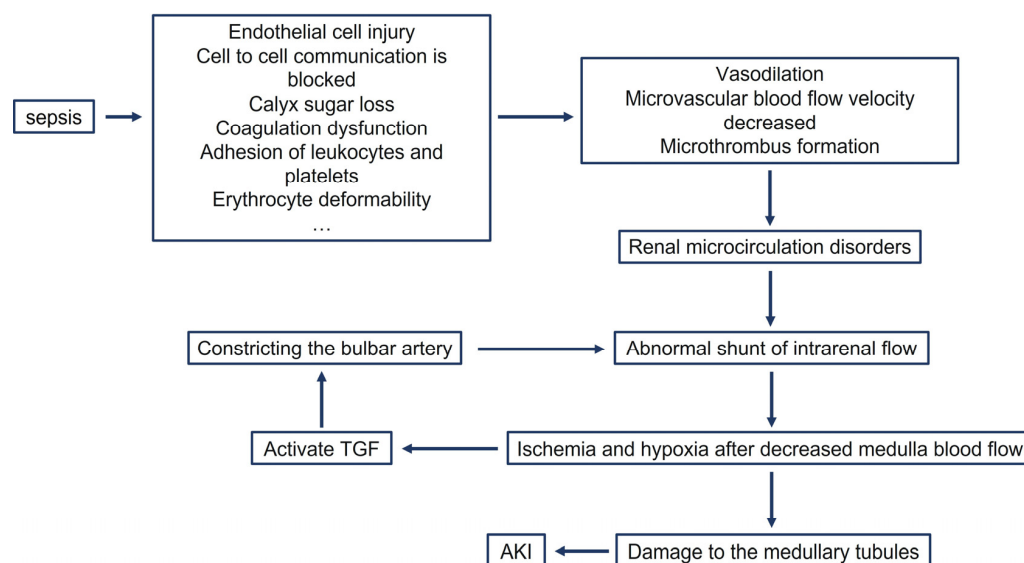 sepsis
Endothelial cell injury
Cell to cell communication is
blocked
Calyx sugar loss
Coagulation dysfunction
Adhesion of leukocytes and
platelets
Erythrocyte deformability
…
Vasodilation
Microvascular blood flow velocity
decreased
Microthrombus formation
Renal microcirculation disorders
Constricting the bulbar artery
Abnormal shunt of intrarenal flow
Activate TGF
Ischemia and hypoxia after decreased medulla blood flow
AKI
Damage to the medullary tubules